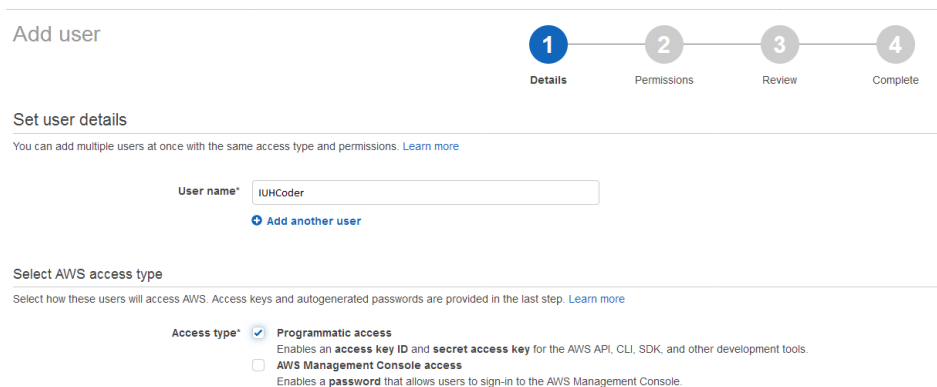 Add user
1 2 3 4
Details Permissions Review Complete
Set user details
You can add multiple users at once with the same access type and permissions. Learn more
User name* IUHCoder
Add another user
Select AWS access type
Select how these users will access AWS. Access keys and autogenerated passwords are provided in the last step. Learn more
Access type* Programmatic access
Enables an access key ID and secret access key for the AWS API, CLI, SDK, and other development tools.
AWS Management Console access
Enables a password that allows users to sign-in to the AWS Management Console.